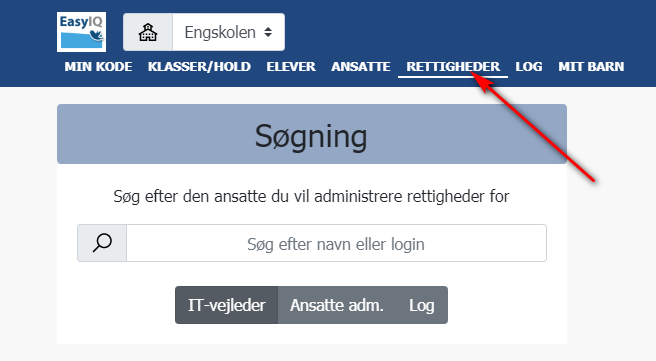 EasyIQ
Engskolen
MIN KODE KLASSER/HOLD ELEVER ANSATTE RETTIGHEDER LOG MIT BARN
Søgning
Søg efter den ansatte du vil administrere rettigheder for
Søg efter navn eller login
IT-vejleder Ansatte adm. Log